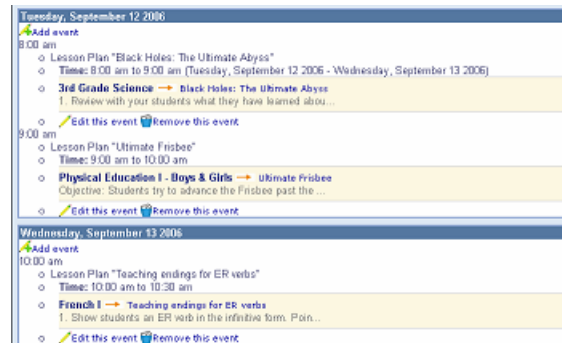 Tuesday, September 12 2006
Add event
8:00 am
Lesson Plan "Black Holes: The Ultimate Abyss"
Time: 8:00 am to 9:00 am (Tuesday, September 12 2006 - Wednesday, September 13 2006)
3rd Grade Science → Black Holes: The Ultimate Abyss
1. Review with your students what they have learned abou...
Edit this event Remove this event
9:00 am
Lesson Plan "Ultimate Frisbee"
Time: 9:00 am to 10:00 am
Physical Education I - Boys & Girls → Ultimate Frisbee
Objective: Students try to advance the Frisbee past the ...
Edit this event Remove this event
Wednesday, September 13 2006
Add event
10:00 am
Lesson Plan "Teaching endings for ER verbs"
Time: 10:00 am to 10:30 am
French I → Teaching endings for ER verbs
1. Show students an ER verb in the infinitive form. Poin...
Edit this event Remove this event